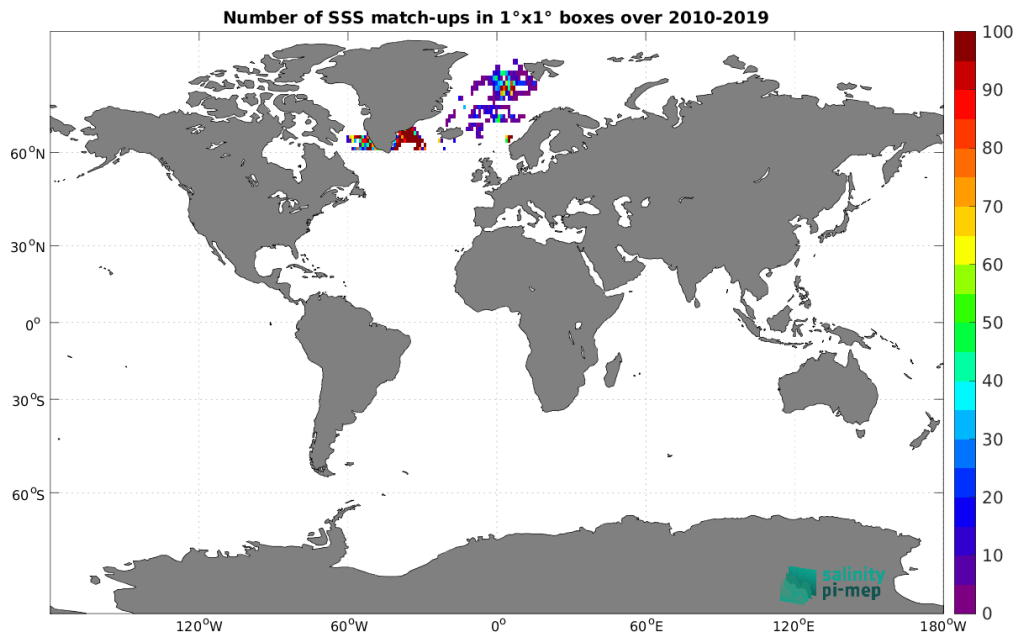 Number of SSS match-ups in 1°x1° boxes over 2010-2019
100
90
80
70
60
50
40
30
20
10
0
60°N
30°N
0°
30°S
60°S
120°W 60°W 0° 60°E 120°E 180°W
salinity
pi-mep